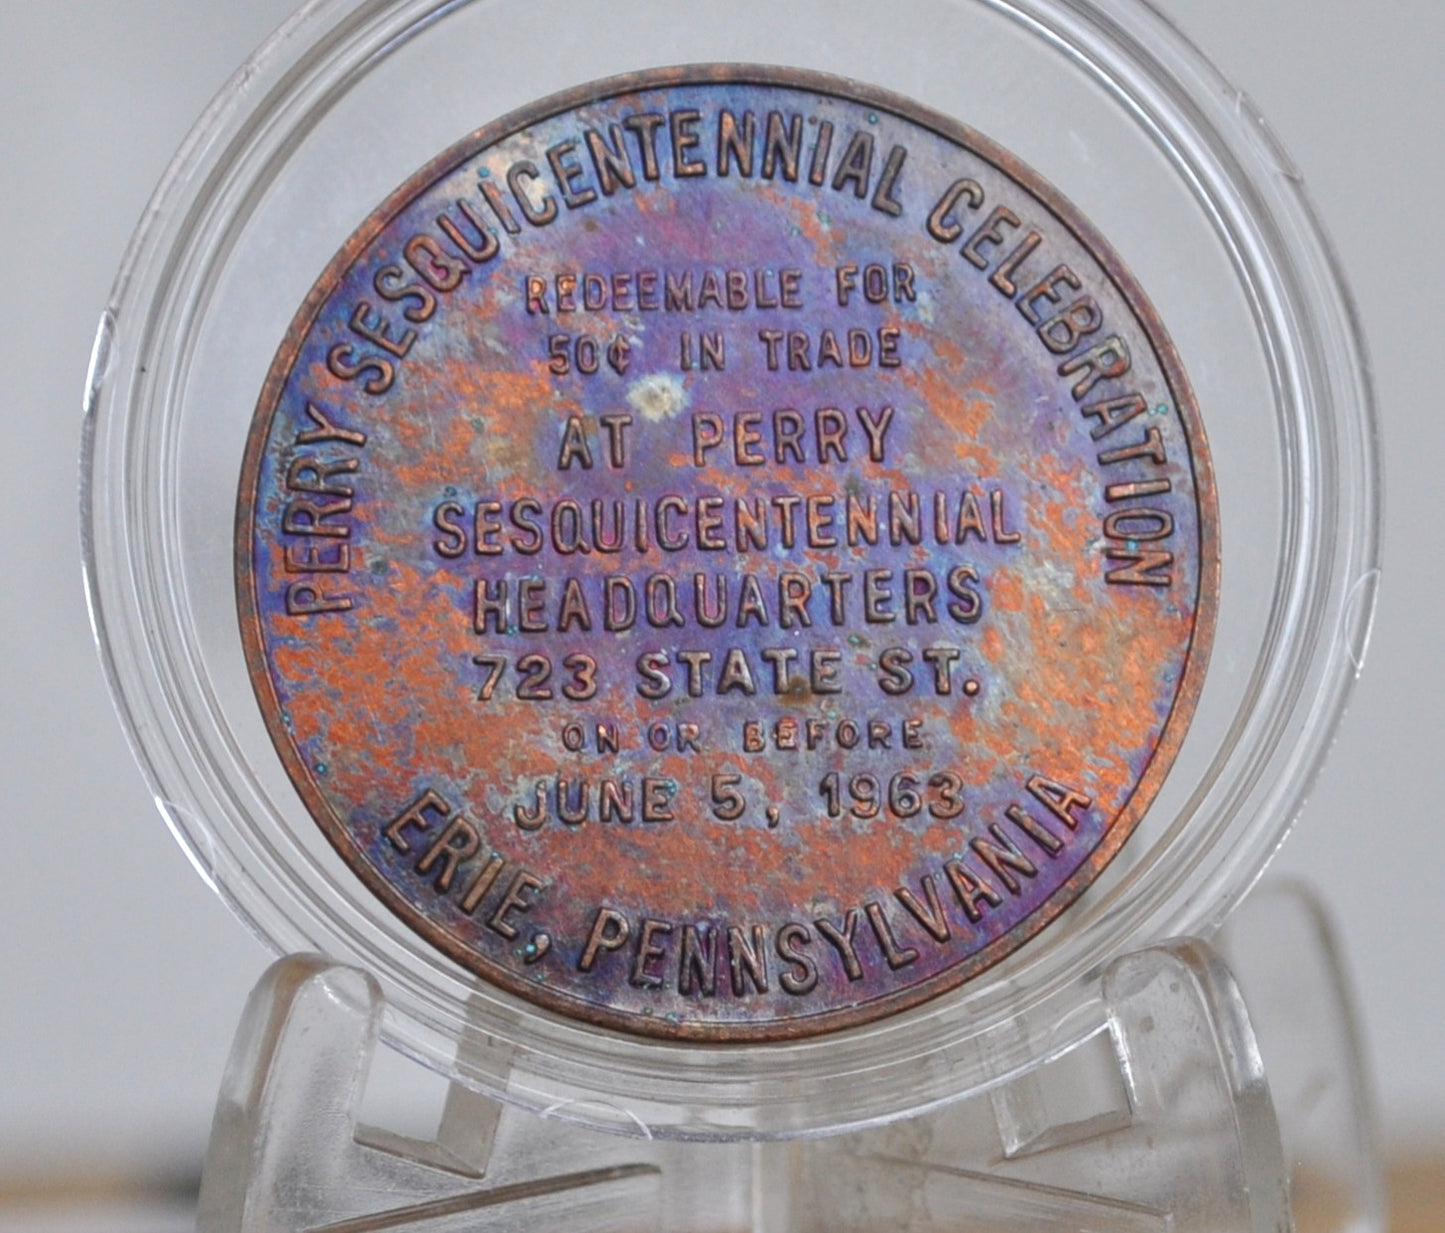 PERRY SESQUICENTENNIAL CELEBRATION
REDEEMABLE FOR
50¢ IN TRADE
AT PERRY
SESQUICENTENNIAL
HEADQUARTERS
723 STATE ST.
ON OR BEFORE
JUNE 5, 1963
ERIE, PENNSYLVANIA